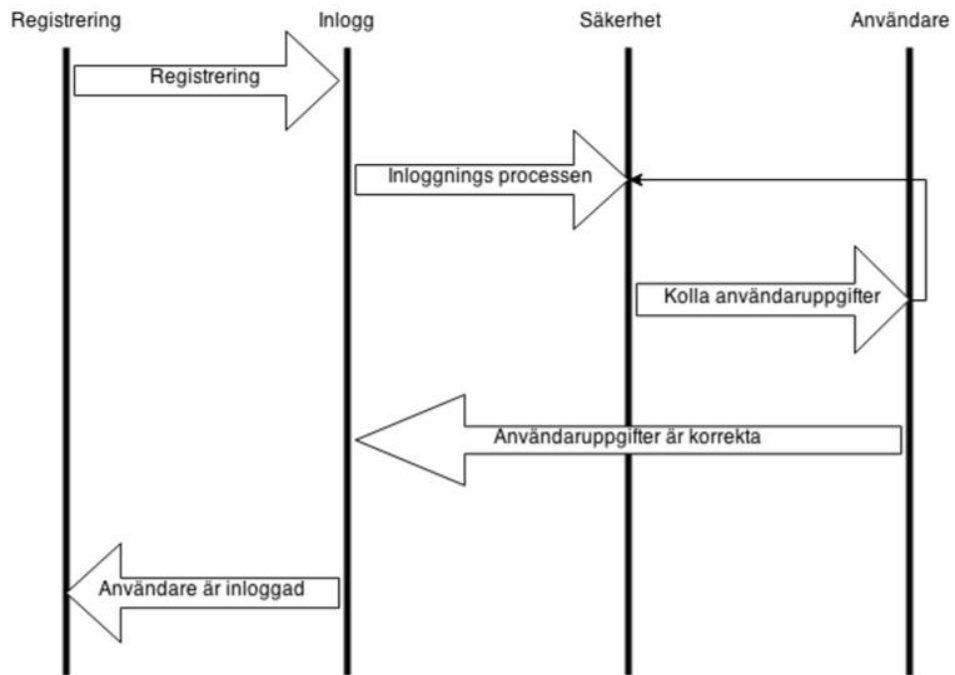 Registrering
Inlogg
Säkerhet
Användare
Registrering
Inloggnings processen
Kolla användaruppgifter
Användaruppgifter är korrekta
Användare är inloggad